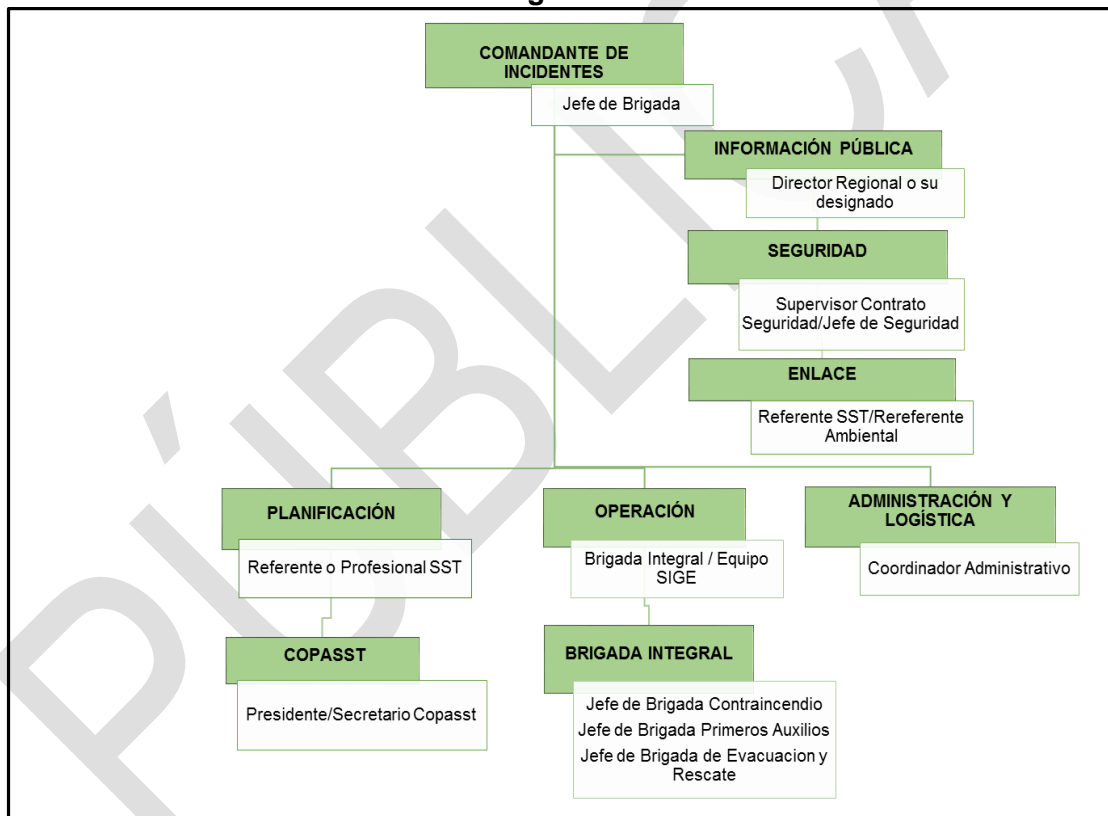 COMANDANTE DE
INCIDENTES
Jefe de Brigada
INFORMACIÓN PÚBLICA
Director Regional o su
designado
SEGURIDAD
Supervisor Contrato
Seguridad/Jefe de Seguridad
ENLACE
Referente SST/Rereferente
Ambiental
PLANIFICACIÓN
Referente o Profesional SST
COPASST
Presidente/Secretario Copasst
OPERACIÓN
Brigada Integral / Equipo
SIGE
BRIGADA INTEGRAL
Jefe de Brigada Contraincendio
Jefe de Brigada Primeros Auxilios
Jefe de Brigada de Evacuacion y
Rescate
ADMINISTRACIÓN Y
LOGÍSTICA
Coordinador Administrativo
PÚBLICA